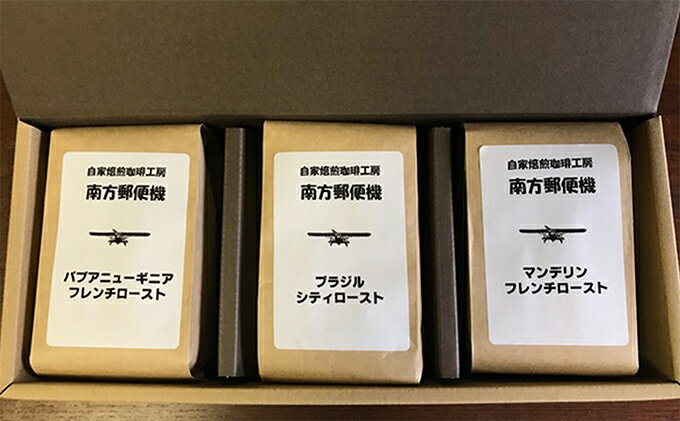 自家焙煎珈琲工房
南方郵便機
パプアニューギニア
フレンチロースト
自家焙煎珈琲工房
南方郵便機
ブラジル
シティロースト
自家焙煎珈琲工房
南方郵便機
マンデリン
フレンチロースト